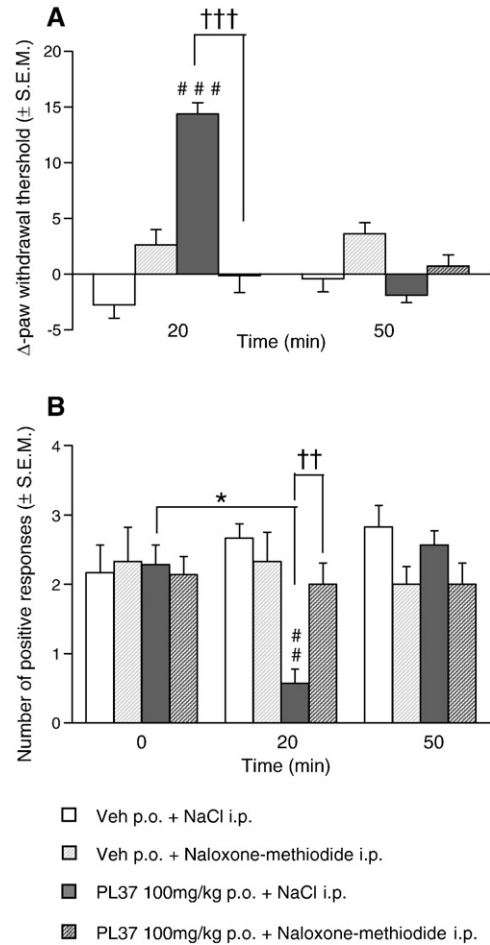 A
†††
Δ-paw withdrawal thershold (± S.E.M.)
20
15
10
5
0
-5
# # #
20
50
Time (min)
B
Number of positive responses (± S.E.M.)
4
3
2
1
0
††
*
#
#
0
20
50
Time (min)
Veh p.o. + NaCl i.p.
Veh p.o. + Naloxone-methiodide i.p.
PL37 100mg/kg p.o. + NaCl i.p.
PL37 100mg/kg p.o. + Naloxone-methiodide i.p.